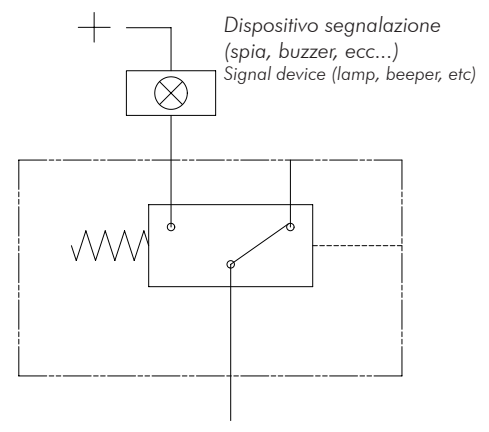 Dispositivo segnalazione
(spia, buzzer, ecc...)
Signal device (lamp, beeper, etc)